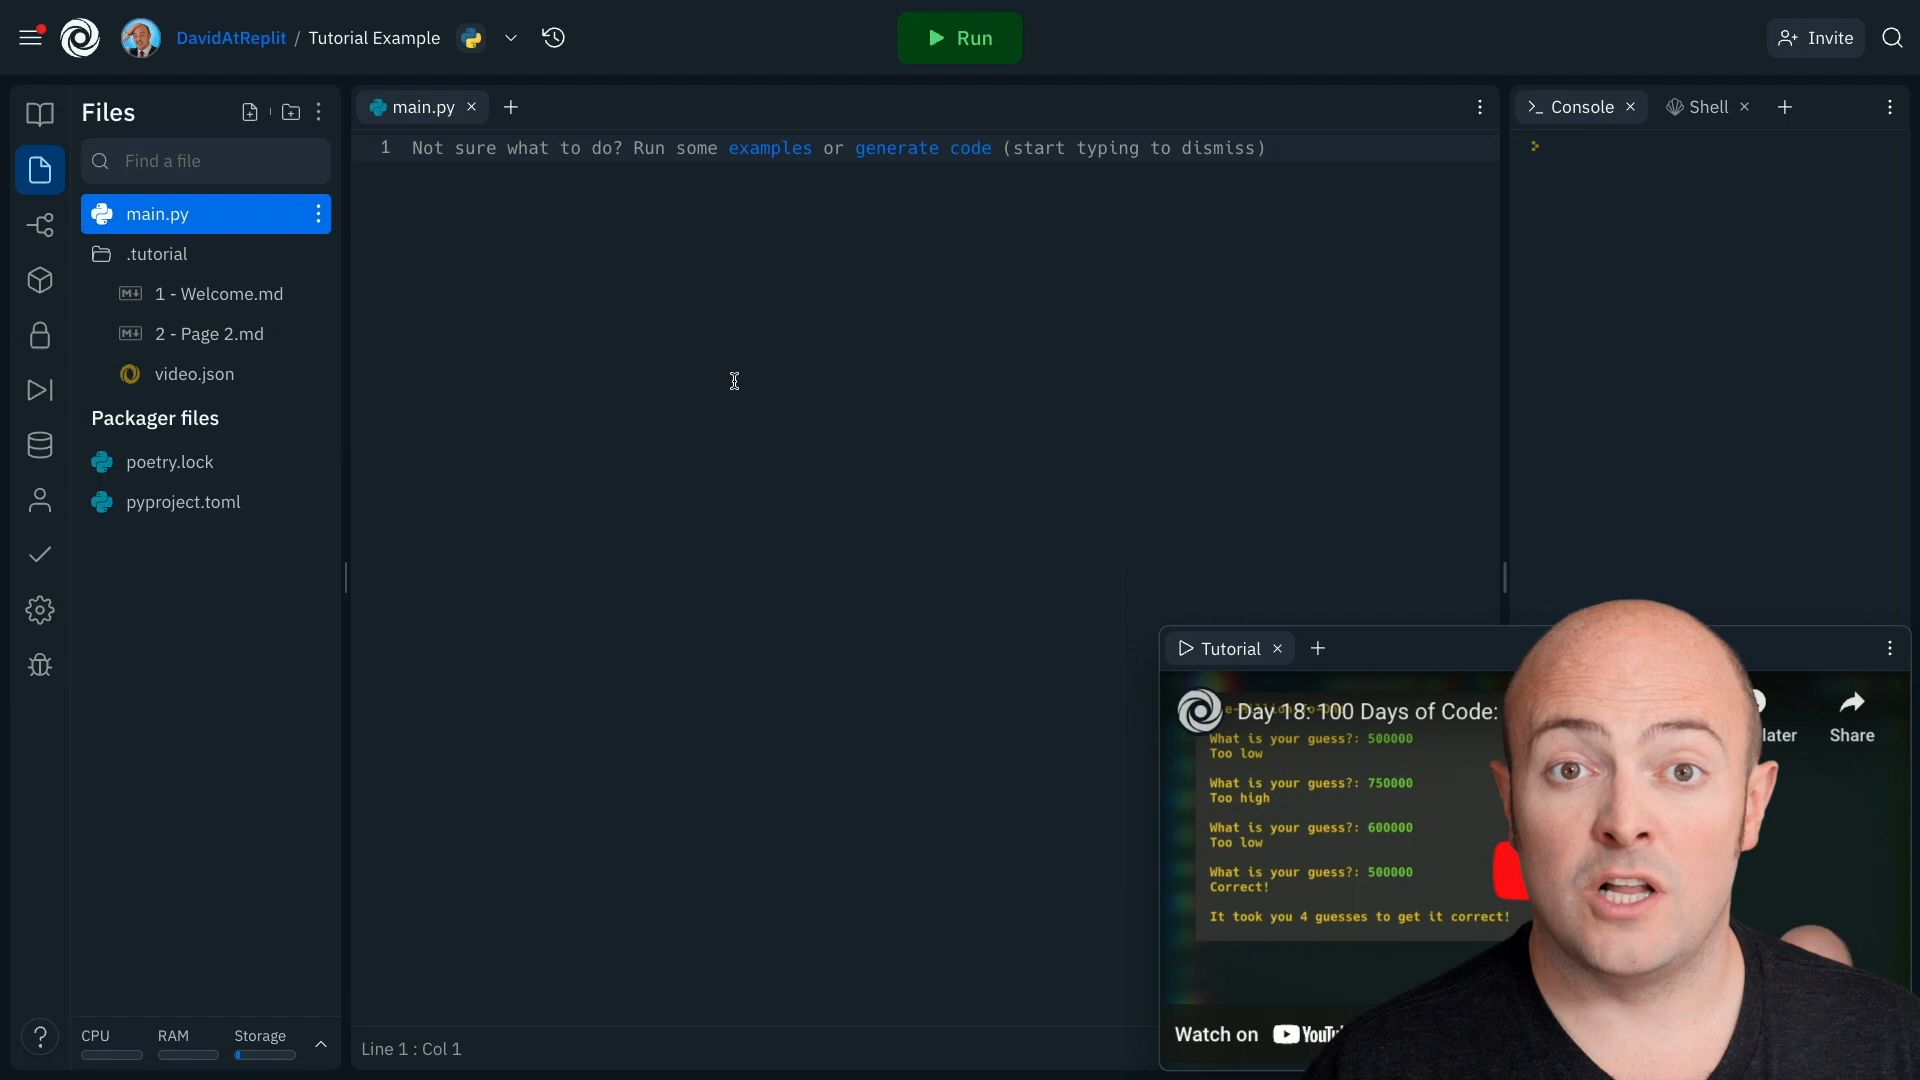 DavidAtReplit / Tutorial Example
Run
Invite
Files
Find a file
main.py
.tutorial
1 - Welcome.md
2 - Page 2.md
video.json
Packager files
poetry.lock
pyproject.toml
CPU
RAM
Storage
main.py
1 Not sure what to do? Run some examples or generate code (start typing to dismiss)
Line 1 : Col 1
Console
Shell
Tutorial
Day 18: 100 Days of Code:
later
Share
What is your guess?: 500000
Too low
What is your guess?: 750000
Too high
What is your guess?: 600000
Too low
What is your guess?: 500000
Correct!
It took you 4 guesses to get it correct!
Watch on